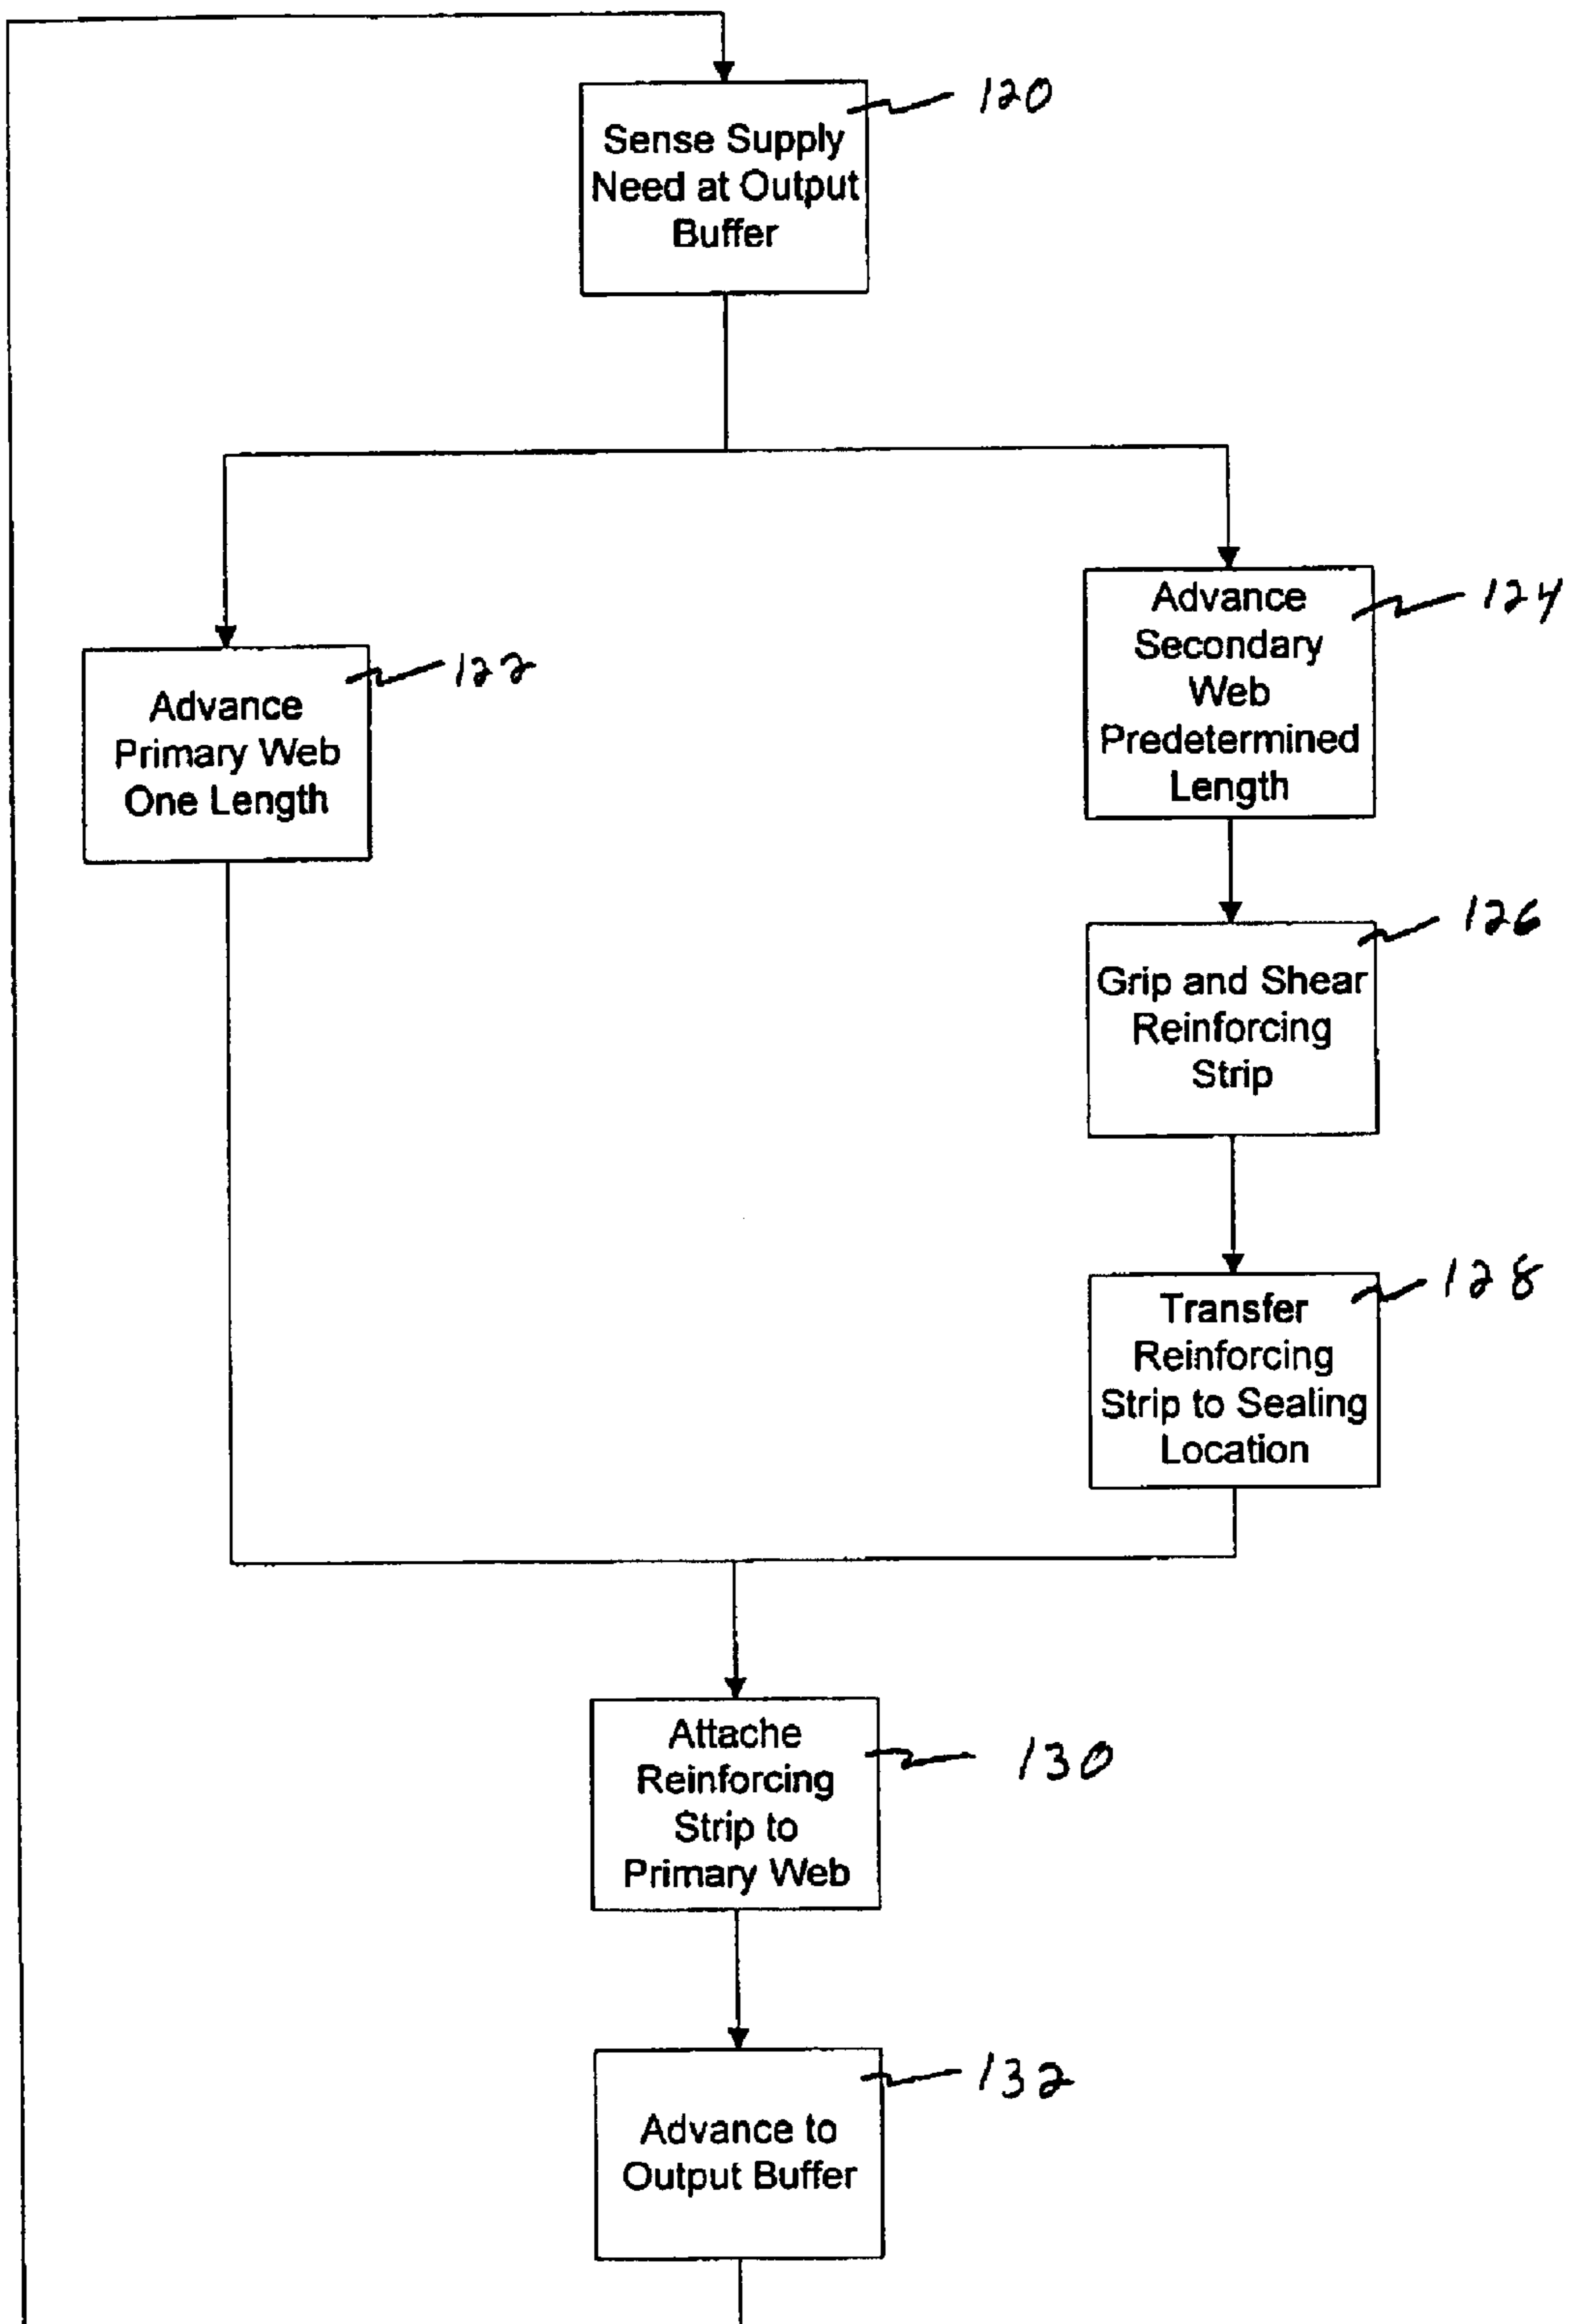 120
Sense Supply
Need at Output
Buffer
122
Advance
Primary Web
One Length
124
Advance
Secondary
Web
Predetermined
Length
126
Grip and Shear
Reinforcing
Strip
128
Transfer
Reinforcing
Strip to Sealing
Location
130
Attache
Reinforcing
Strip to
Primary Web
132
Advance to
Output Buffer